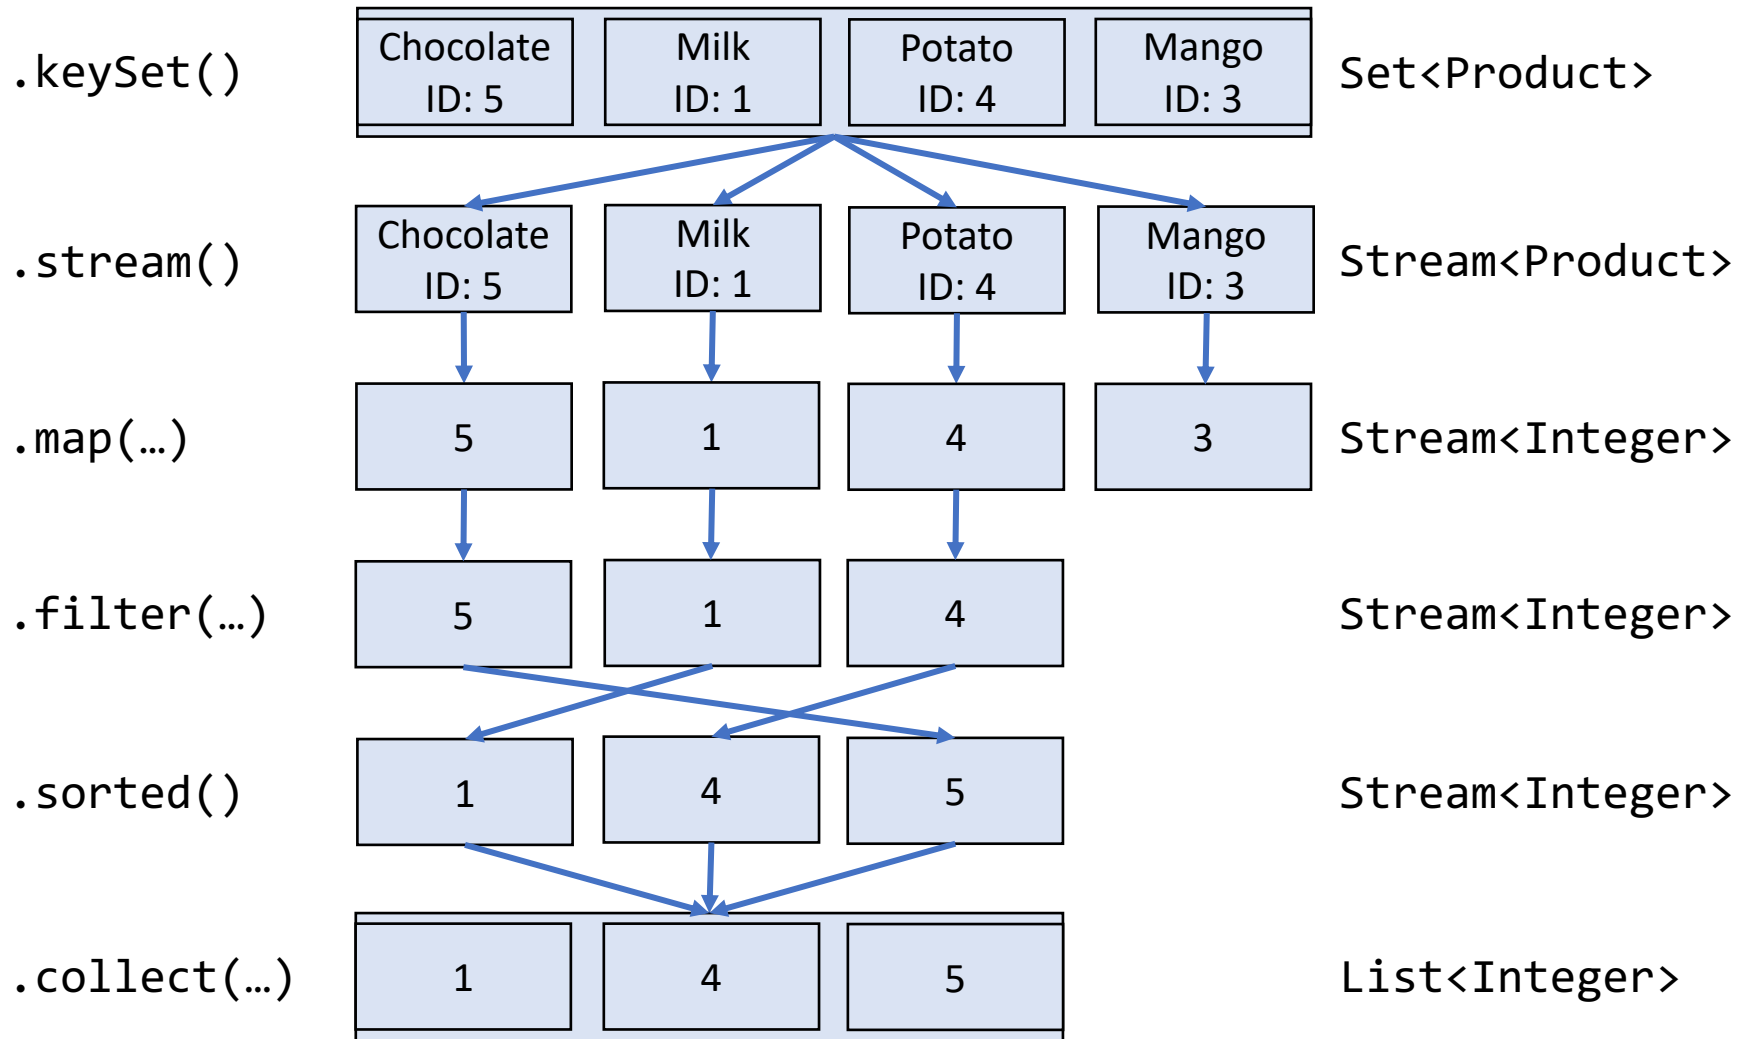 .keySet()
Chocolate
ID: 5
Milk
ID: 1
Potato
ID: 4
Mango
ID: 3
Set<Product>
.stream()
Chocolate
ID: 5
Milk
ID: 1
Potato
ID: 4
Mango
ID: 3
Stream<Product>
.map(…)
5
1
4
3
Stream<Integer>
.filter(…)
5
1
4
Stream<Integer>
.sorted()
1
4
5
Stream<Integer>
.collect(…)
1
4
5
List<Integer>